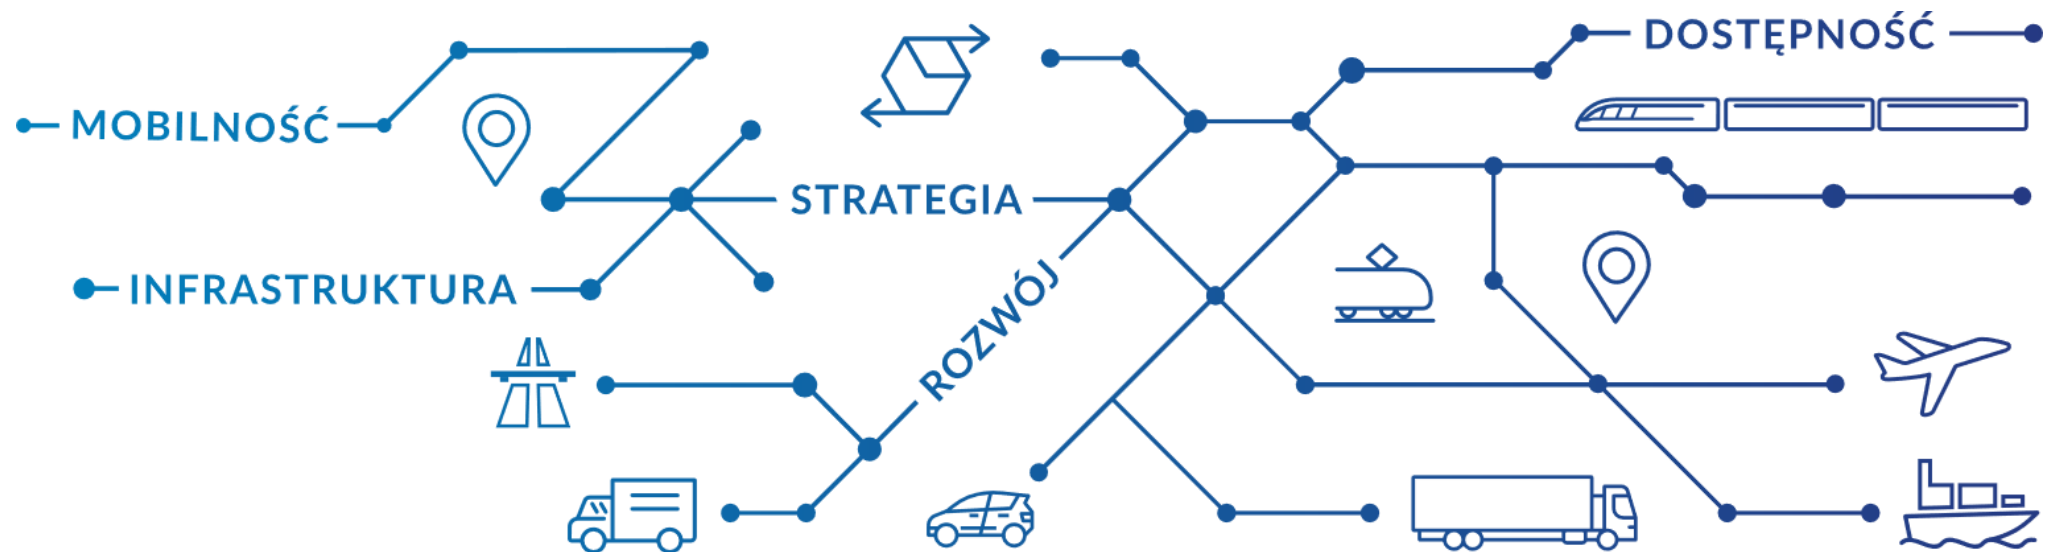 DOSTĘPNOŚĆ
MOBILNOŚĆ
STRATEGIA
INFRASTRUKTURA
ROZWÓJ